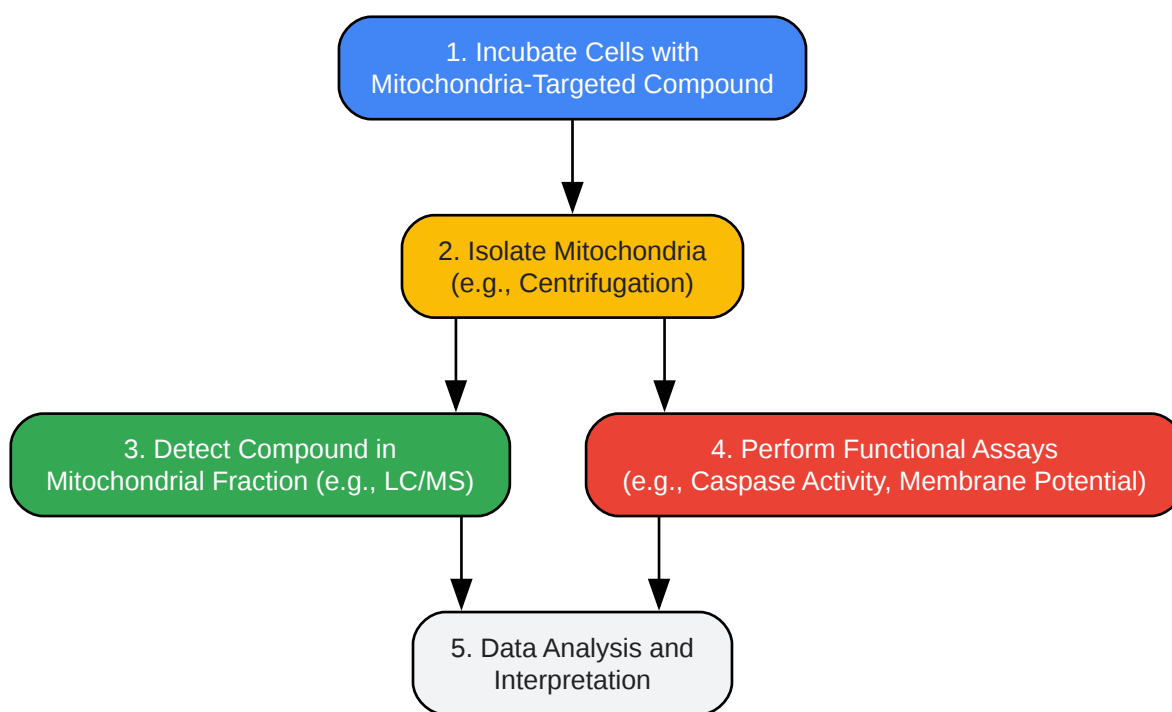 1. Incubate Cells with
Mitochondria-Targeted Compound
2. Isolate Mitochondria
(e.g., Centrifugation)
3. Detect Compound in
Mitochondrial Fraction (e.g., LC/MS)
4. Perform Functional Assays
(e.g., Caspase Activity, Membrane Potential)
5. Data Analysis and
Interpretation